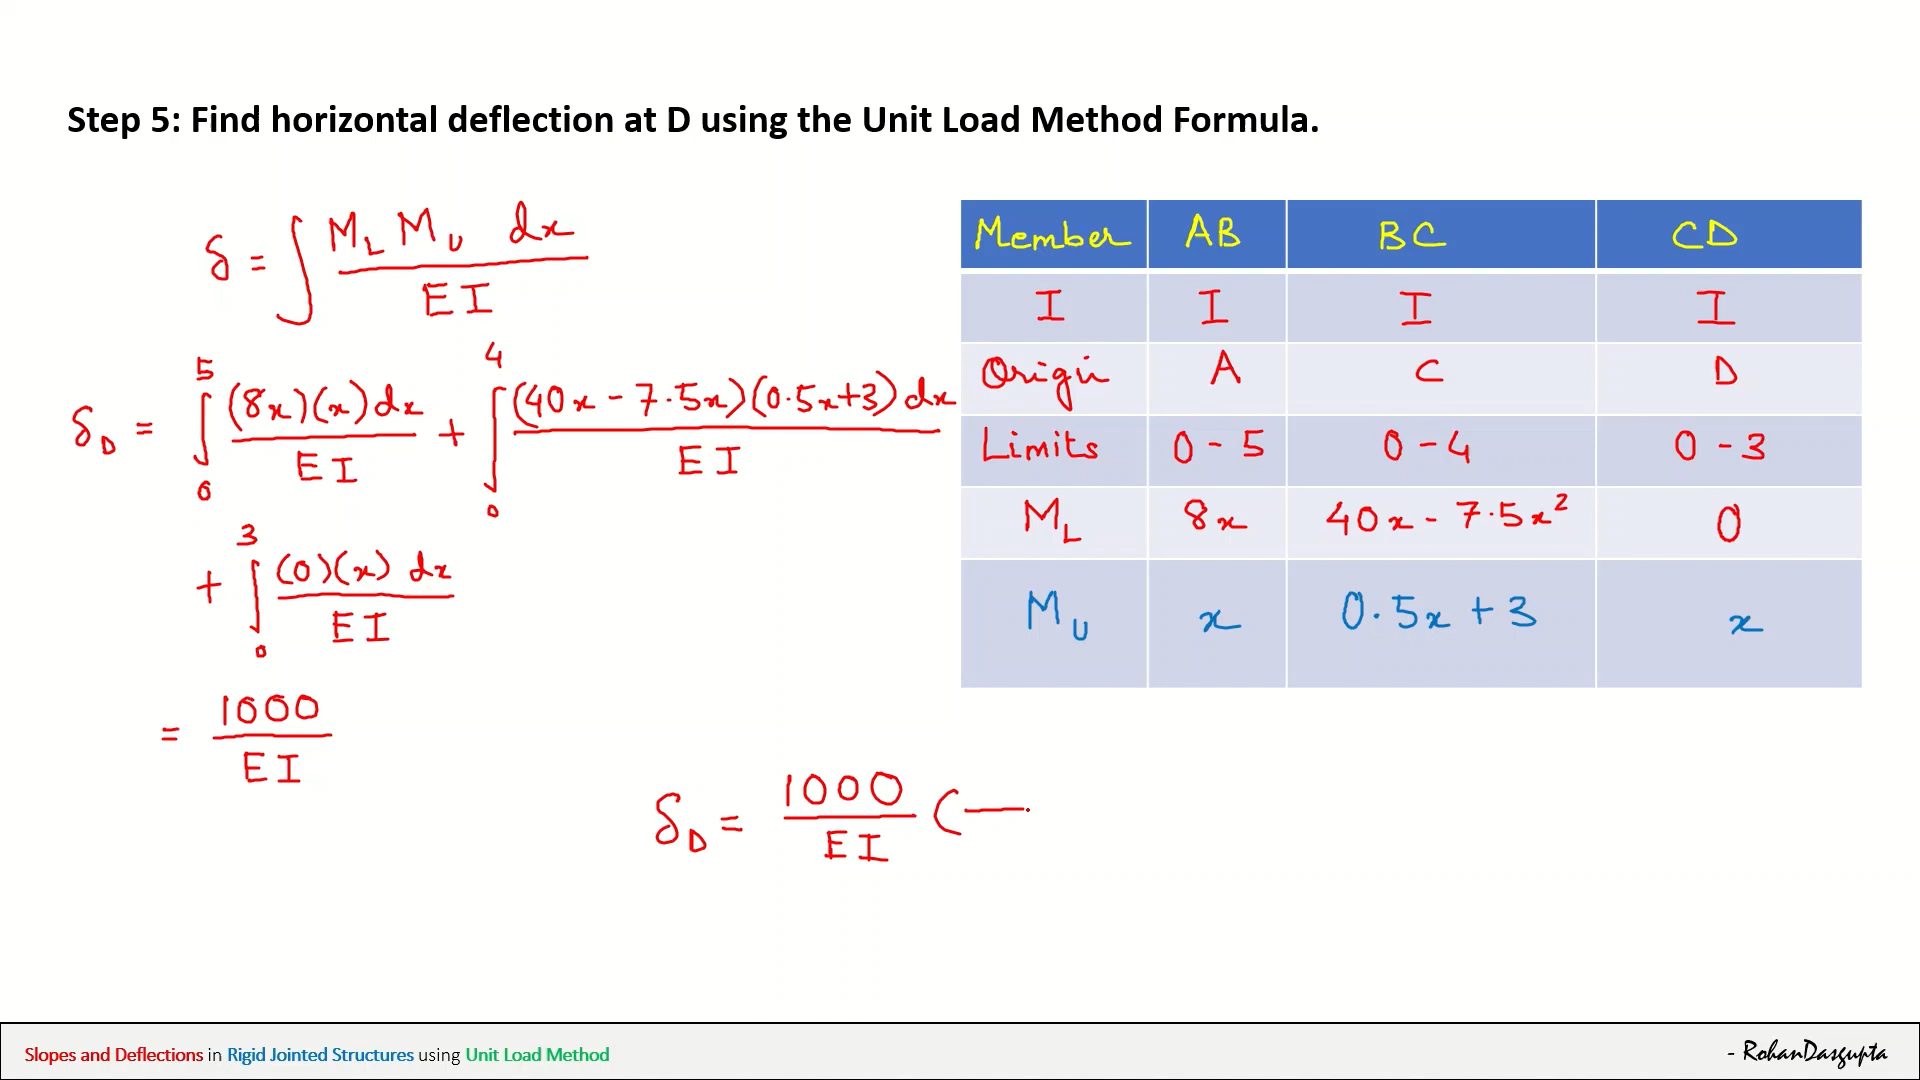 Step 5: Find horizontal deflection at D using the Unit Load Method Formula.
δ = ∫ M_L M_U dx / EI
δ_D = ∫₀⁵ (8x)(x)dx / EI + ∫₀⁴ (40x - 7.5x)(0.5x+3)dx / EI
+ ∫₀³ (0)(x) dx / EI
= 1000 / EI
δ_D = 1000 / EI (—
Member AB BC CD
I I I I
Origin A C D
Limits 0 - 5 0 - 4 0 - 3
M_L 8x 40x - 7.5x² 0
M_U x 0.5x + 3 x
Slopes and Deflections in Rigid Jointed Structures using Unit Load Method
- RohanDasgupta